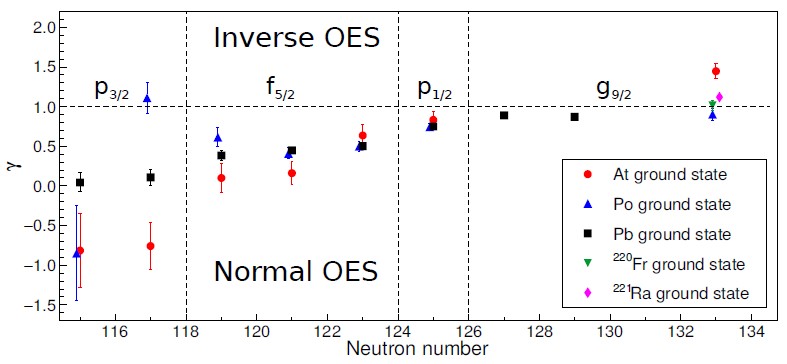 2.0
Inverse OES
1.5
p3/2 f5/2 p1/2 g9/2
1.0
0.5
γ
0.0
−0.5
−1.0
−1.5
Normal OES
At ground state
Po ground state
Pb ground state
220Fr ground state
221Ra ground state
116 118 120 122 124 126 128 130 132 134
Neutron number